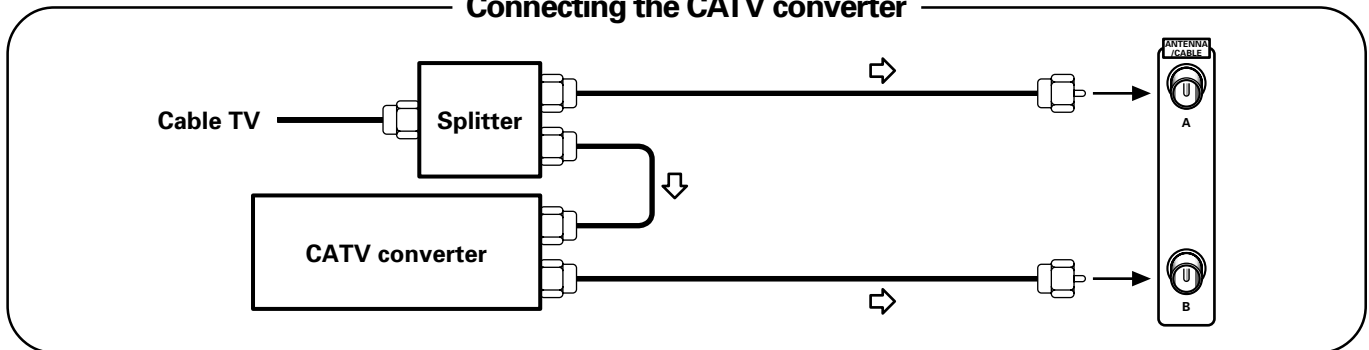 Connecting the CATV converter
ANTENNA
/CABLE
Cable TV
Splitter
A
CATV converter
B